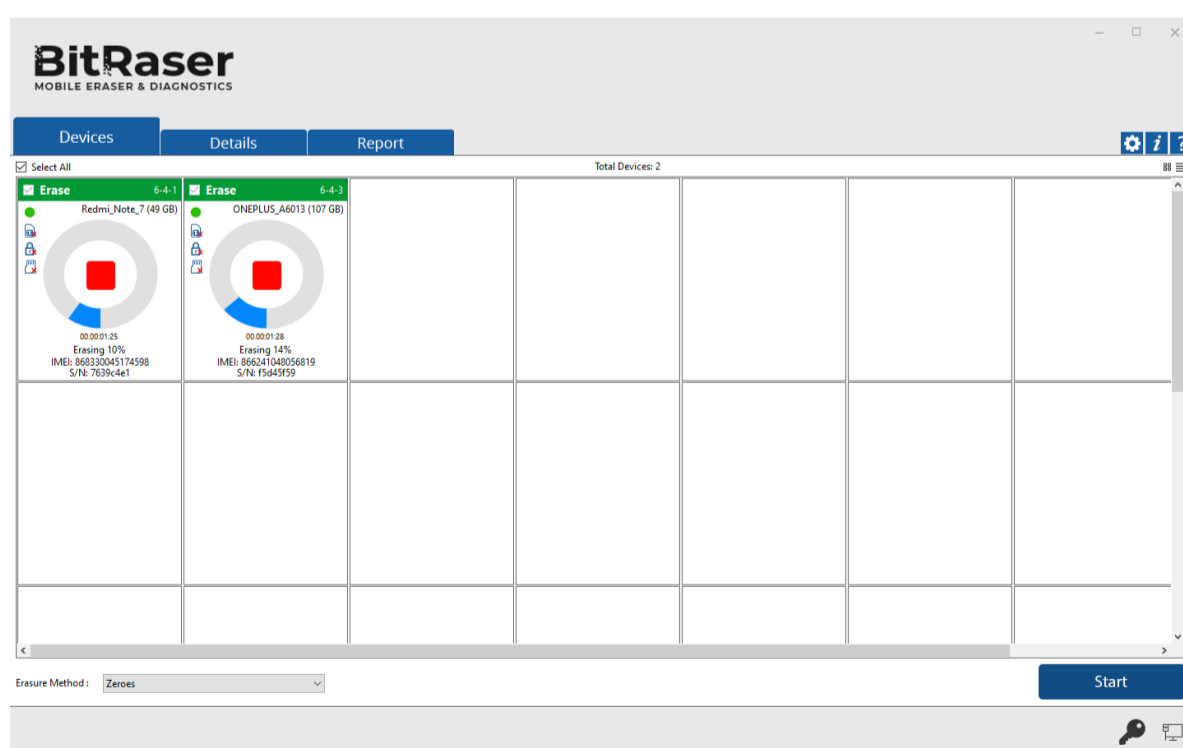 BitRaser
MOBILE ERASER & DIAGNOSTICS
Devices
Details
Report
Select All
Total Devices: 2
Erase 6-4-1
Redmi_Note_7 (49 GB)
00.00:01:25
Erasing 10%
IMEI: 868330045174598
S/N: 7639c4e1
Erase 6-4-3
ONEPLUS_A6013 (107 GB)
00.00:01:28
Erasing 14%
IMEI: 866241048056819
S/N: f5d45f59
Erasure Method :
Zeroes
Start